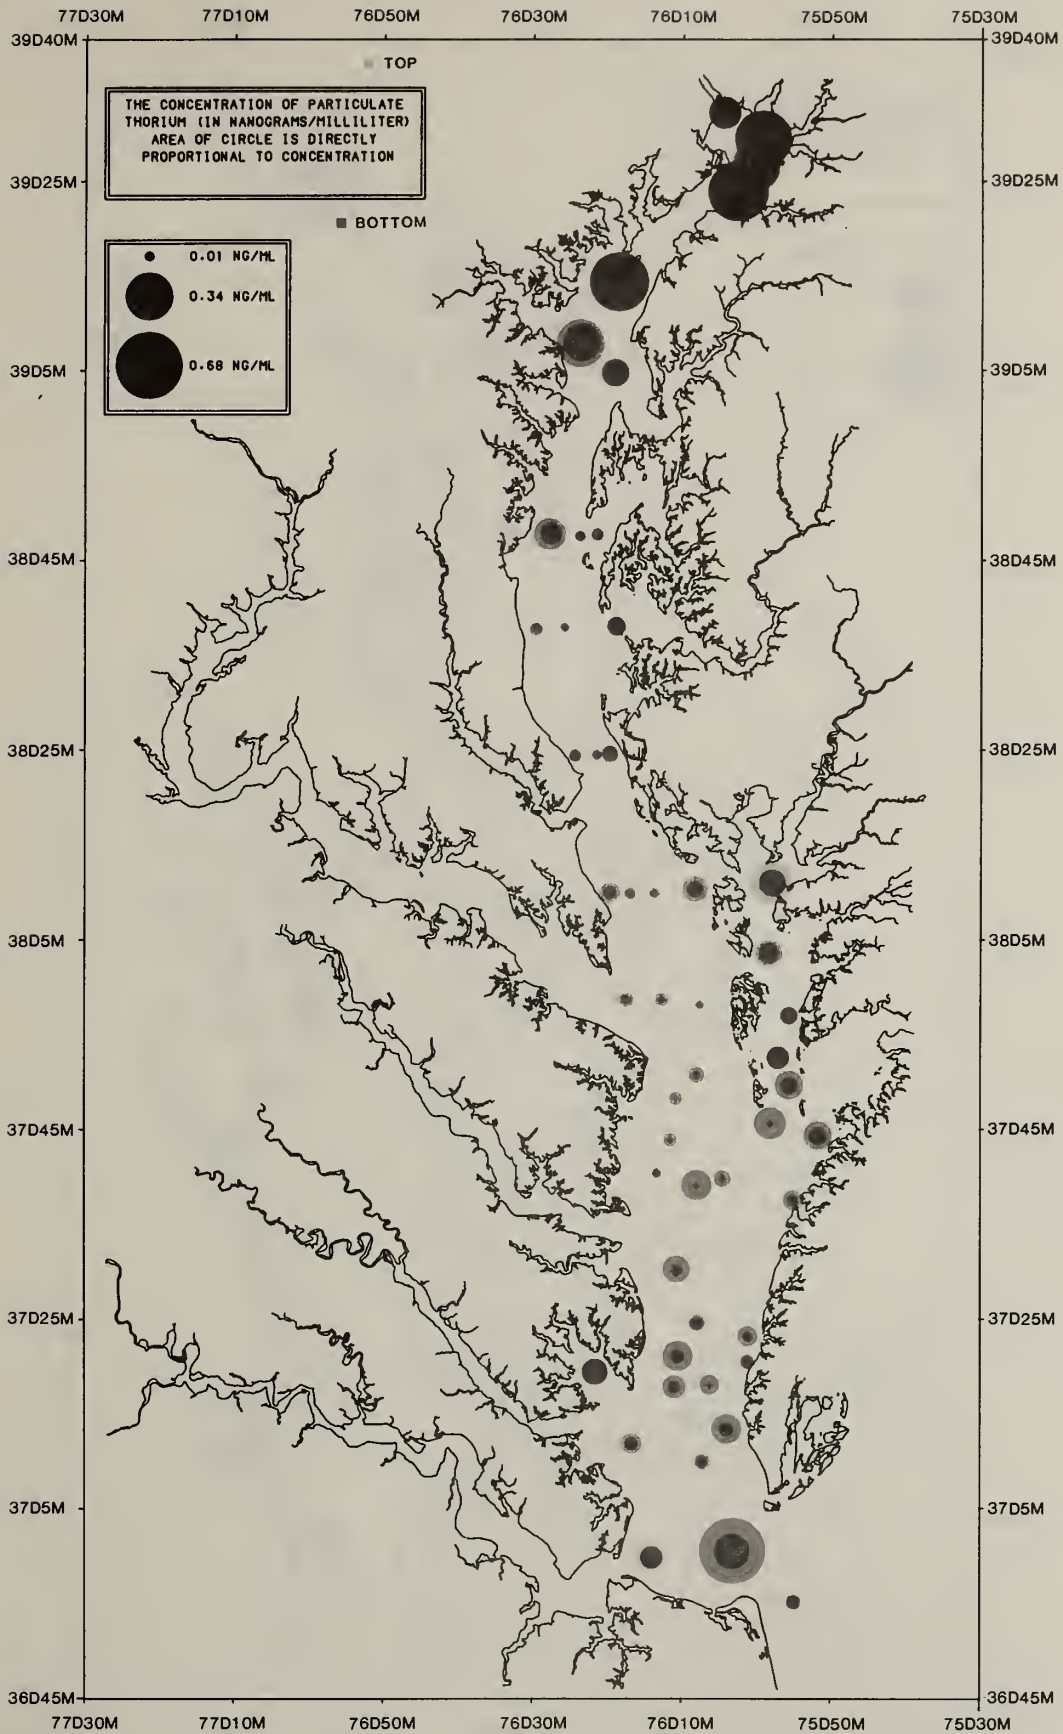 77D30M 77D10M 76D50M 76D30M 76D10M 75D50M 75D30M
39D40M 39D40M
TOP
THE CONCENTRATION OF PARTICULATE
THORIUM (IN NANOGRAMS/MILLILITER)
AREA OF CIRCLE IS DIRECTLY
PROPORTIONAL TO CONCENTRATION
39D25M 39D25M
BOTTOM
0.01 NG/ML
0.34 NG/ML
0.68 NG/ML
39D5M 39D5M
38D45M 38D45M
38D25M 38D25M
38D5M 38D5M
37D45M 37D45M
37D25M 37D25M
37D5M 37D5M
36D45M 36D45M
77D30M 77D10M 76D50M 76D30M 76D10M 75D50M 75D30M